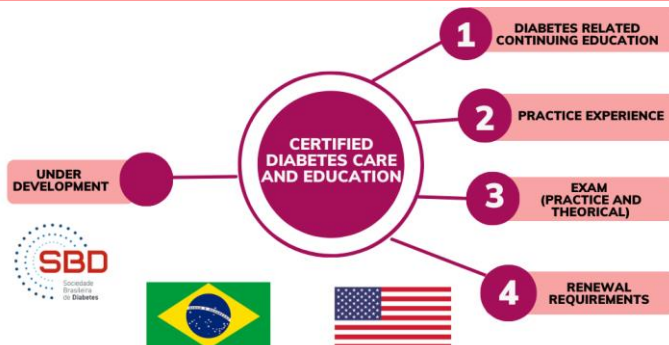 1
DIABETES RELATED
CONTINUING EDUCATION
2
PRACTICE EXPERIENCE
CERTIFIED
DIABETES CARE
AND EDUCATION
UNDER
DEVELOPMENT
3
EXAM
(PRACTICE AND
THEORICAL)
SBD
Sociedade
Brasileira
de Diabetes
4
RENEWAL
REQUIREMENTS